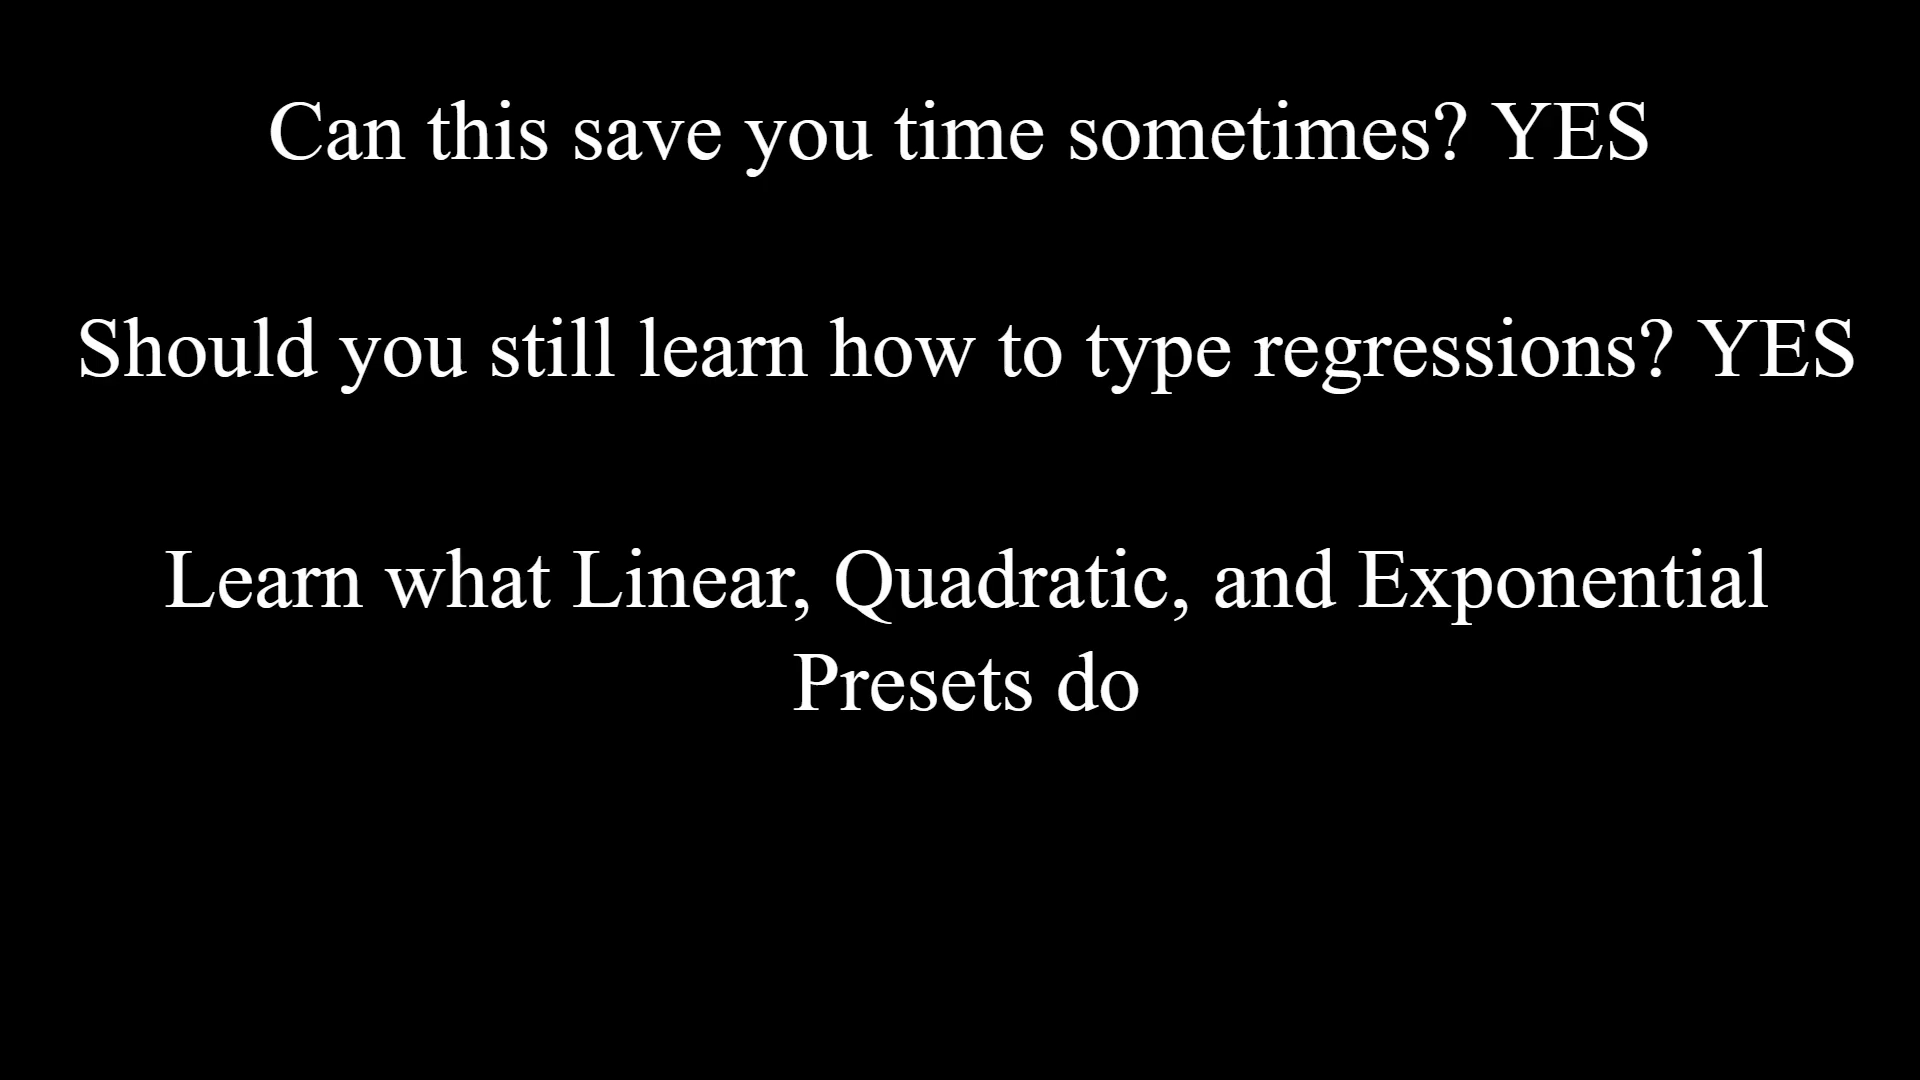 Can this save you time sometimes? YES
Should you still learn how to type regressions? YES
Learn what Linear, Quadratic, and Exponential
Presets do